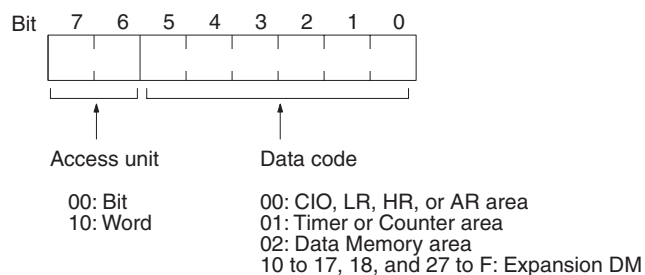 Bit 7 6 5 4 3 2 1 0
Access unit Data code
00: Bit 00: CIO, LR, HR, or AR area
10: Word 01: Timer or Counter area
02: Data Memory area
10 to 17, 18, and 27 to F: Expansion DM